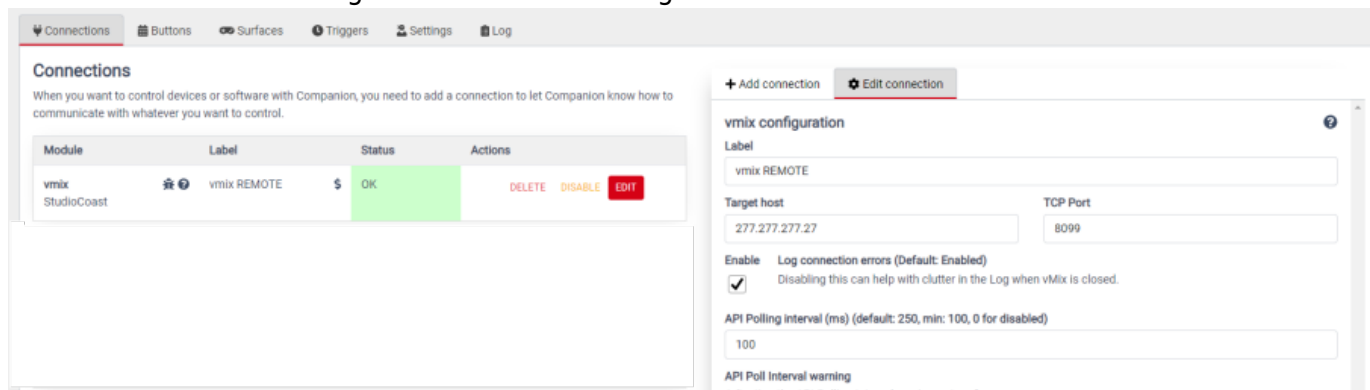 Connections Buttons Surfaces Triggers Settings Log
Connections
When you want to control devices or software with Companion, you need to add a connection to let Companion know how to
communicate with whatever you want to control.
Module Label Status Actions
vmix vmix REMOTE $ OK DELETE DISABLE EDIT
StudioCoast
+ Add connection Edit connection
vmix configuration
Label
vmix REMOTE
Target host TCP Port
277.277.277.27 8099
Enable Log connection errors (Default: Enabled)
Disabling this can help with clutter in the Log when vMix is closed.
API Polling interval (ms) (default: 250, min: 100, 0 for disabled)
100
API Poll Interval warning